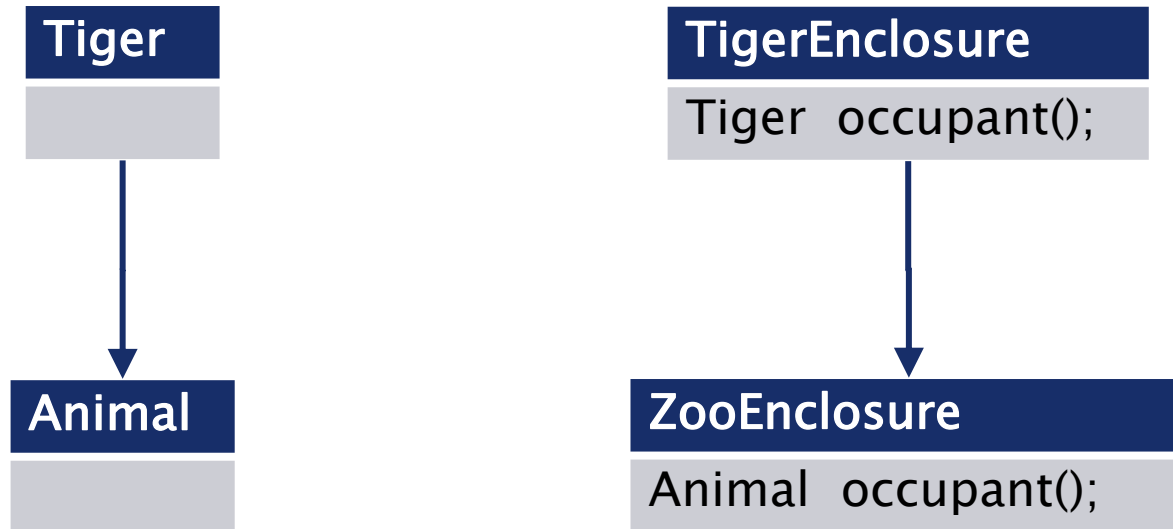 Tiger
TigerEnclosure
Tiger occupant();
Animal
ZooEnclosure
Animal occupant();